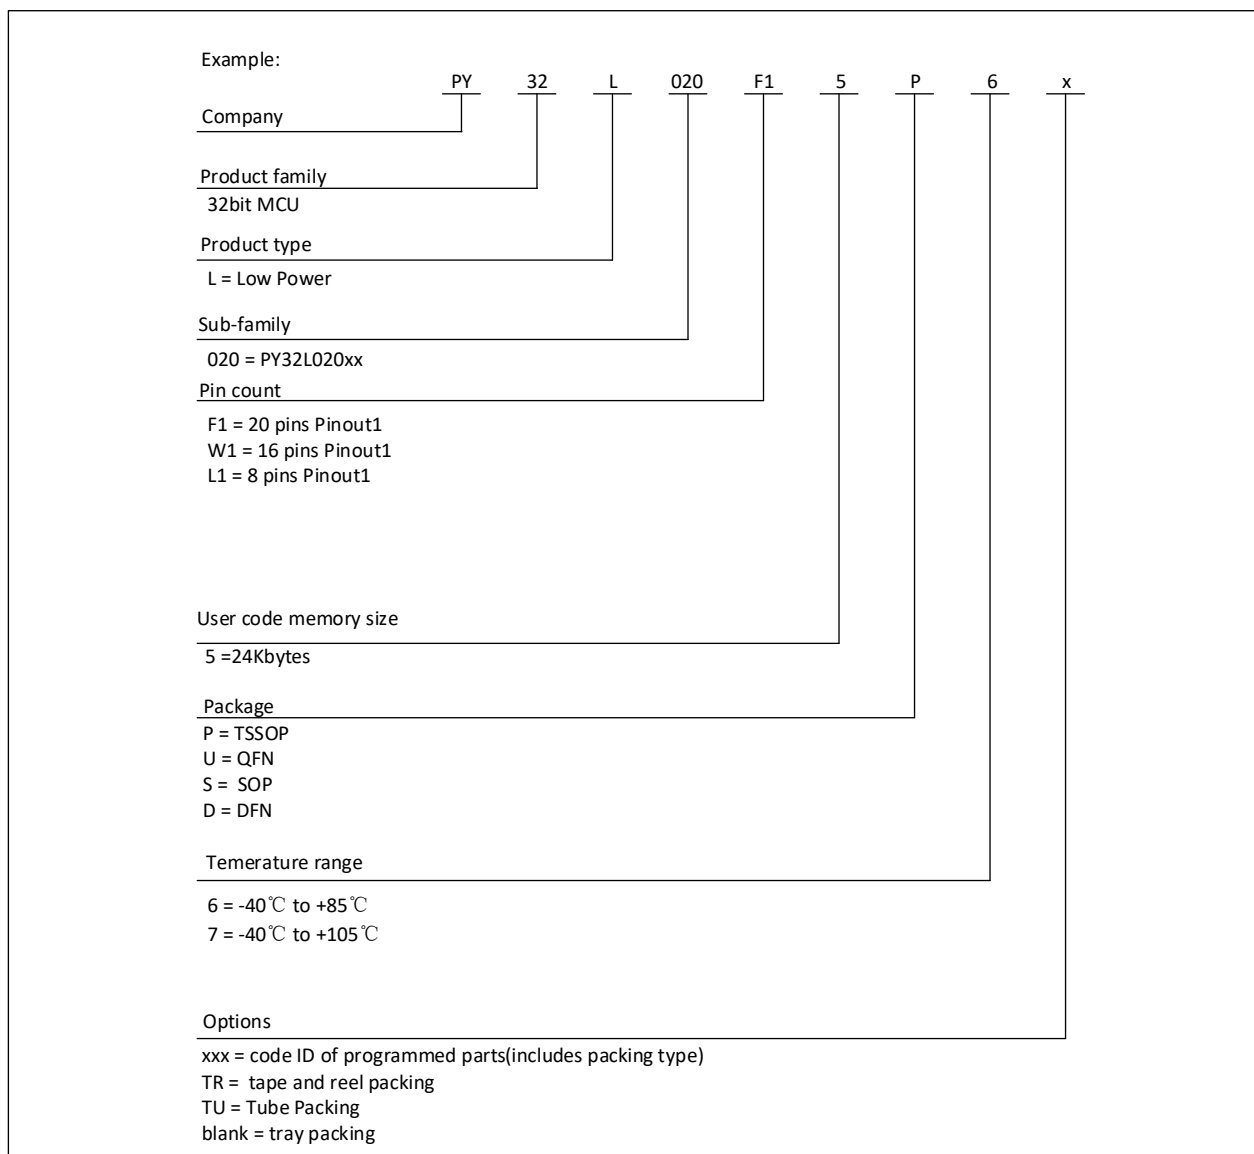 Example:
PY 32 L 020 F1 5 P 6 x
Company
Product family
32bit MCU
Product type
L = Low Power
Sub-family
020 = PY32L020xx
Pin count
F1 = 20 pins Pinout1
W1 = 16 pins Pinout1
L1 = 8 pins Pinout1
User code memory size
5 =24Kbytes
Package
P = TSSOP
U = QFN
S =  SOP
D = DFN
Temerature range
6 = -40℃ to +85℃
7 = -40℃ to +105℃
Options
xxx = code ID of programmed parts(includes packing type)
TR =  tape and reel packing
TU = Tube Packing
blank = tray packing